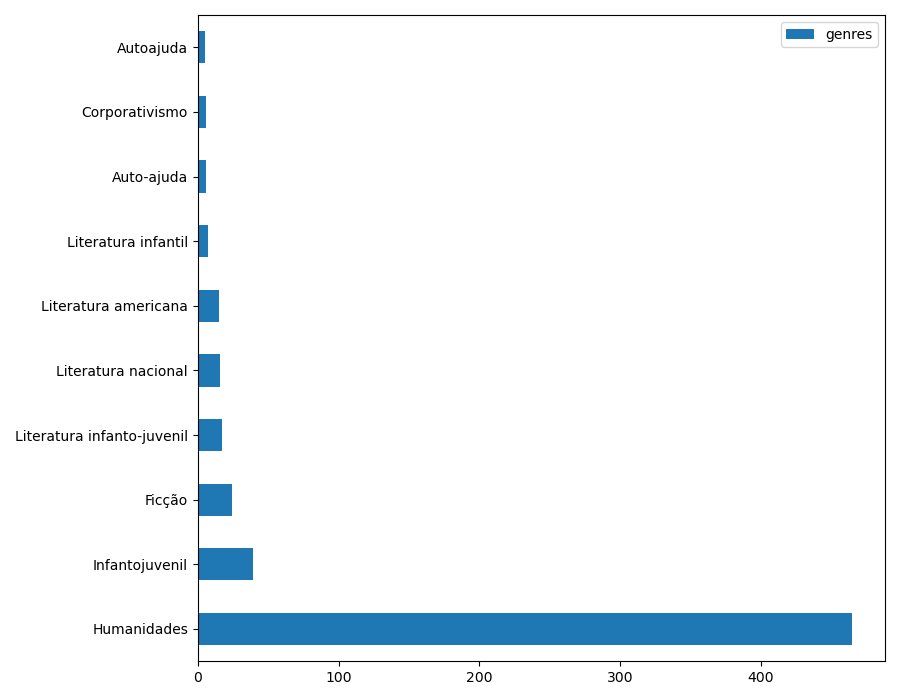 genres
Autoajuda
Corporativismo
Auto-ajuda
Literatura infantil
Literatura americana
Literatura nacional
Literatura infanto-juvenil
Ficção
Infantojuvenil
Humanidades
0 100 200 300 400